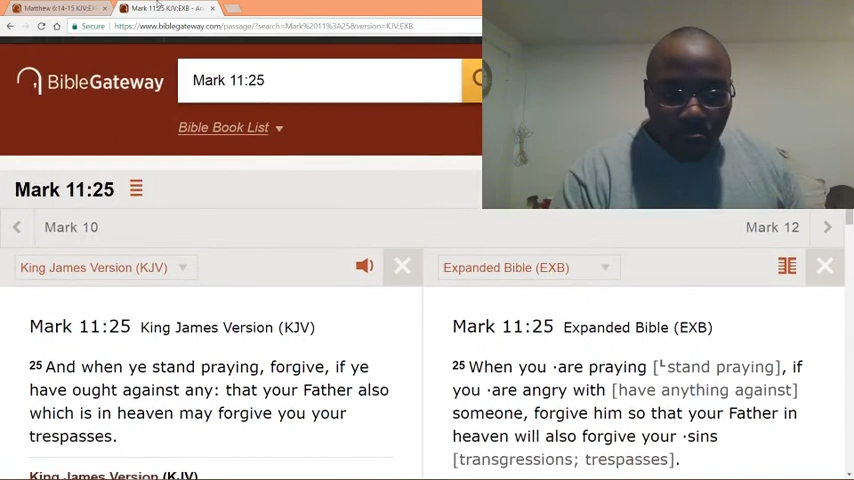 Matthew 6:14-15 KJV;EXB
Mark 11:25 KJV;EXB - 
Secure https://www.biblegateway.com/passage/?search=Mark%2011%3A25&version=KJV;EXB
BibleGateway
Mark 11:25
Bible Book List
Mark 11:25
Mark 10
Mark 12
King James Version (KJV)
Expanded Bible (EXB)
Mark 11:25 King James Version (KJV)
25 And when ye stand praying, forgive, if ye
have ought against any: that your Father also
which is in heaven may forgive you your
trespasses.
King James Version (KJV)
Mark 11:25 Expanded Bible (EXB)
25 When you ·are praying [└stand praying], if
you ·are angry with [have anything against]
someone, forgive him so that your Father in
heaven will also forgive your ·sins
[transgressions; trespasses].